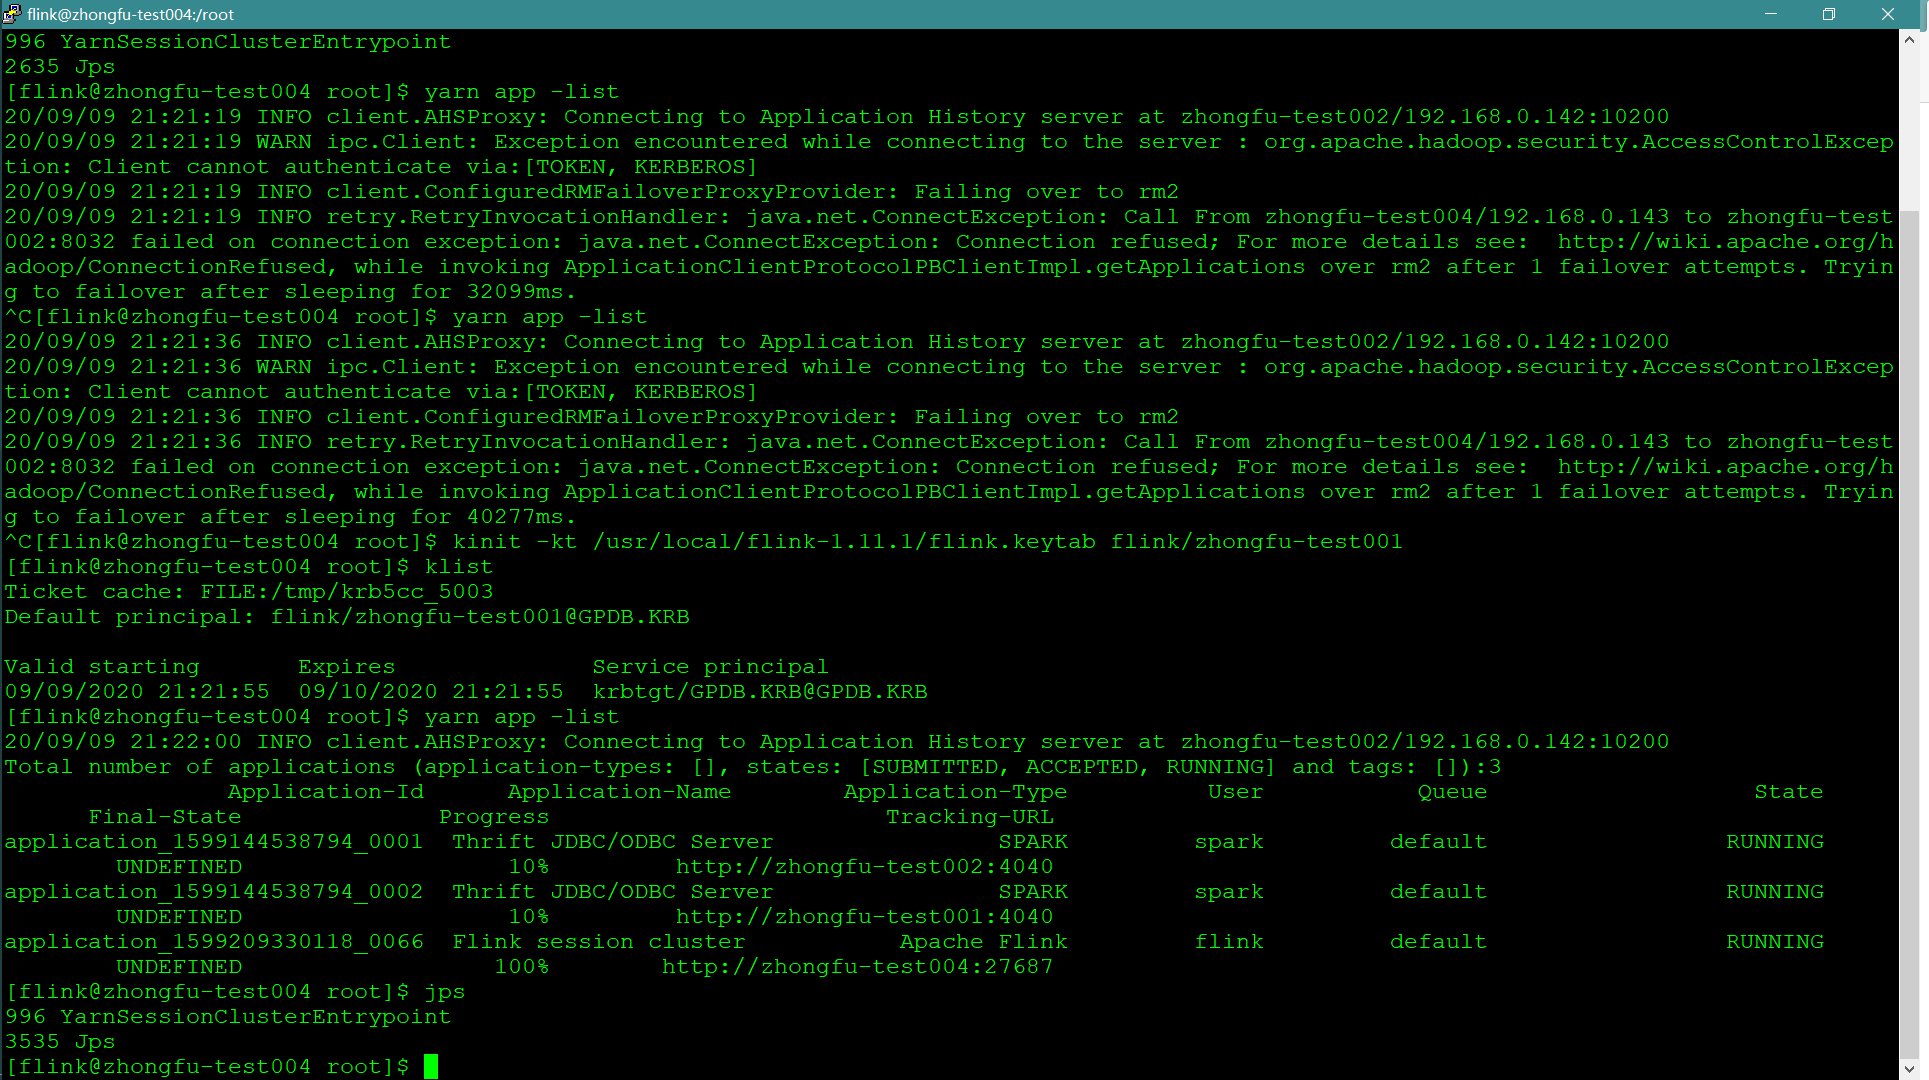 flink@zhongfu-test004:/root
996 YarnSessionClusterEntrypoint
2635 Jps
[flink@zhongfu-test004 root]$ yarn app -list
20/09/09 21:21:19 INFO client.AHSProxy: Connecting to Application History server at zhongfu-test002/192.168.0.142:10200
20/09/09 21:21:19 WARN ipc.Client: Exception encountered while connecting to the server : org.apache.hadoop.security.AccessControlExcep
tion: Client cannot authenticate via:[TOKEN, KERBEROS]
20/09/09 21:21:19 INFO client.ConfiguredRMFailoverProxyProvider: Failing over to rm2
20/09/09 21:21:19 INFO retry.RetryInvocationHandler: java.net.ConnectException: Call From zhongfu-test004/192.168.0.143 to zhongfu-test
002:8032 failed on connection exception: java.net.ConnectException: Connection refused; For more details see:  http://wiki.apache.org/h
adoop/ConnectionRefused, while invoking ApplicationClientProtocolPBClientImpl.getApplications over rm2 after 1 failover attempts. Tryin
g to failover after sleeping for 32099ms.
^C[flink@zhongfu-test004 root]$ yarn app -list
20/09/09 21:21:36 INFO client.AHSProxy: Connecting to Application History server at zhongfu-test002/192.168.0.142:10200
20/09/09 21:21:36 WARN ipc.Client: Exception encountered while connecting to the server : org.apache.hadoop.security.AccessControlExcep
tion: Client cannot authenticate via:[TOKEN, KERBEROS]
20/09/09 21:21:36 INFO client.ConfiguredRMFailoverProxyProvider: Failing over to rm2
20/09/09 21:21:36 INFO retry.RetryInvocationHandler: java.net.ConnectException: Call From zhongfu-test004/192.168.0.143 to zhongfu-test
002:8032 failed on connection exception: java.net.ConnectException: Connection refused; For more details see:  http://wiki.apache.org/h
adoop/ConnectionRefused, while invoking ApplicationClientProtocolPBClientImpl.getApplications over rm2 after 1 failover attempts. Tryin
g to failover after sleeping for 40277ms.
^C[flink@zhongfu-test004 root]$ kinit -kt /usr/local/flink-1.11.1/flink.keytab flink/zhongfu-test001
[flink@zhongfu-test004 root]$ klist
Ticket cache: FILE:/tmp/krb5cc_5003
Default principal: flink/zhongfu-test001@GPDB.KRB
Valid starting       Expires              Service principal
09/09/2020 21:21:55  09/10/2020 21:21:55  krbtgt/GPDB.KRB@GPDB.KRB
[flink@zhongfu-test004 root]$ yarn app -list
20/09/09 21:22:00 INFO client.AHSProxy: Connecting to Application History server at zhongfu-test002/192.168.0.142:10200
Total number of applications (application-types: [], states: [SUBMITTED, ACCEPTED, RUNNING] and tags: []):3
Application-Id      Application-Name        Application-Type          User           Queue                   State
Final-State              Progress                        Tracking-URL
application_1599144538794_0001  Thrift JDBC/ODBC Server                SPARK         spark         default                 RUNNING
UNDEFINED                   10%         http://zhongfu-test002:4040
application_1599144538794_0002  Thrift JDBC/ODBC Server                SPARK         spark         default                 RUNNING
UNDEFINED                   10%         http://zhongfu-test001:4040
application_1599209330118_0066  Flink session cluster           Apache Flink         flink         default                 RUNNING
UNDEFINED                  100%        http://zhongfu-test004:27687
[flink@zhongfu-test004 root]$ jps
996 YarnSessionClusterEntrypoint
3535 Jps
[flink@zhongfu-test004 root]$